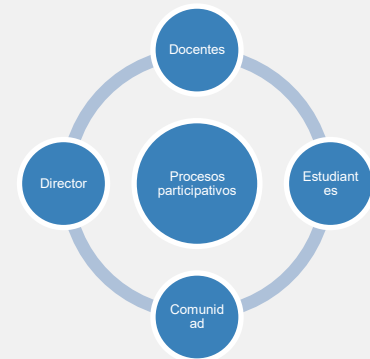 Docentes
Director
Procesos
participativos
Estudiant
es
Comunid
ad